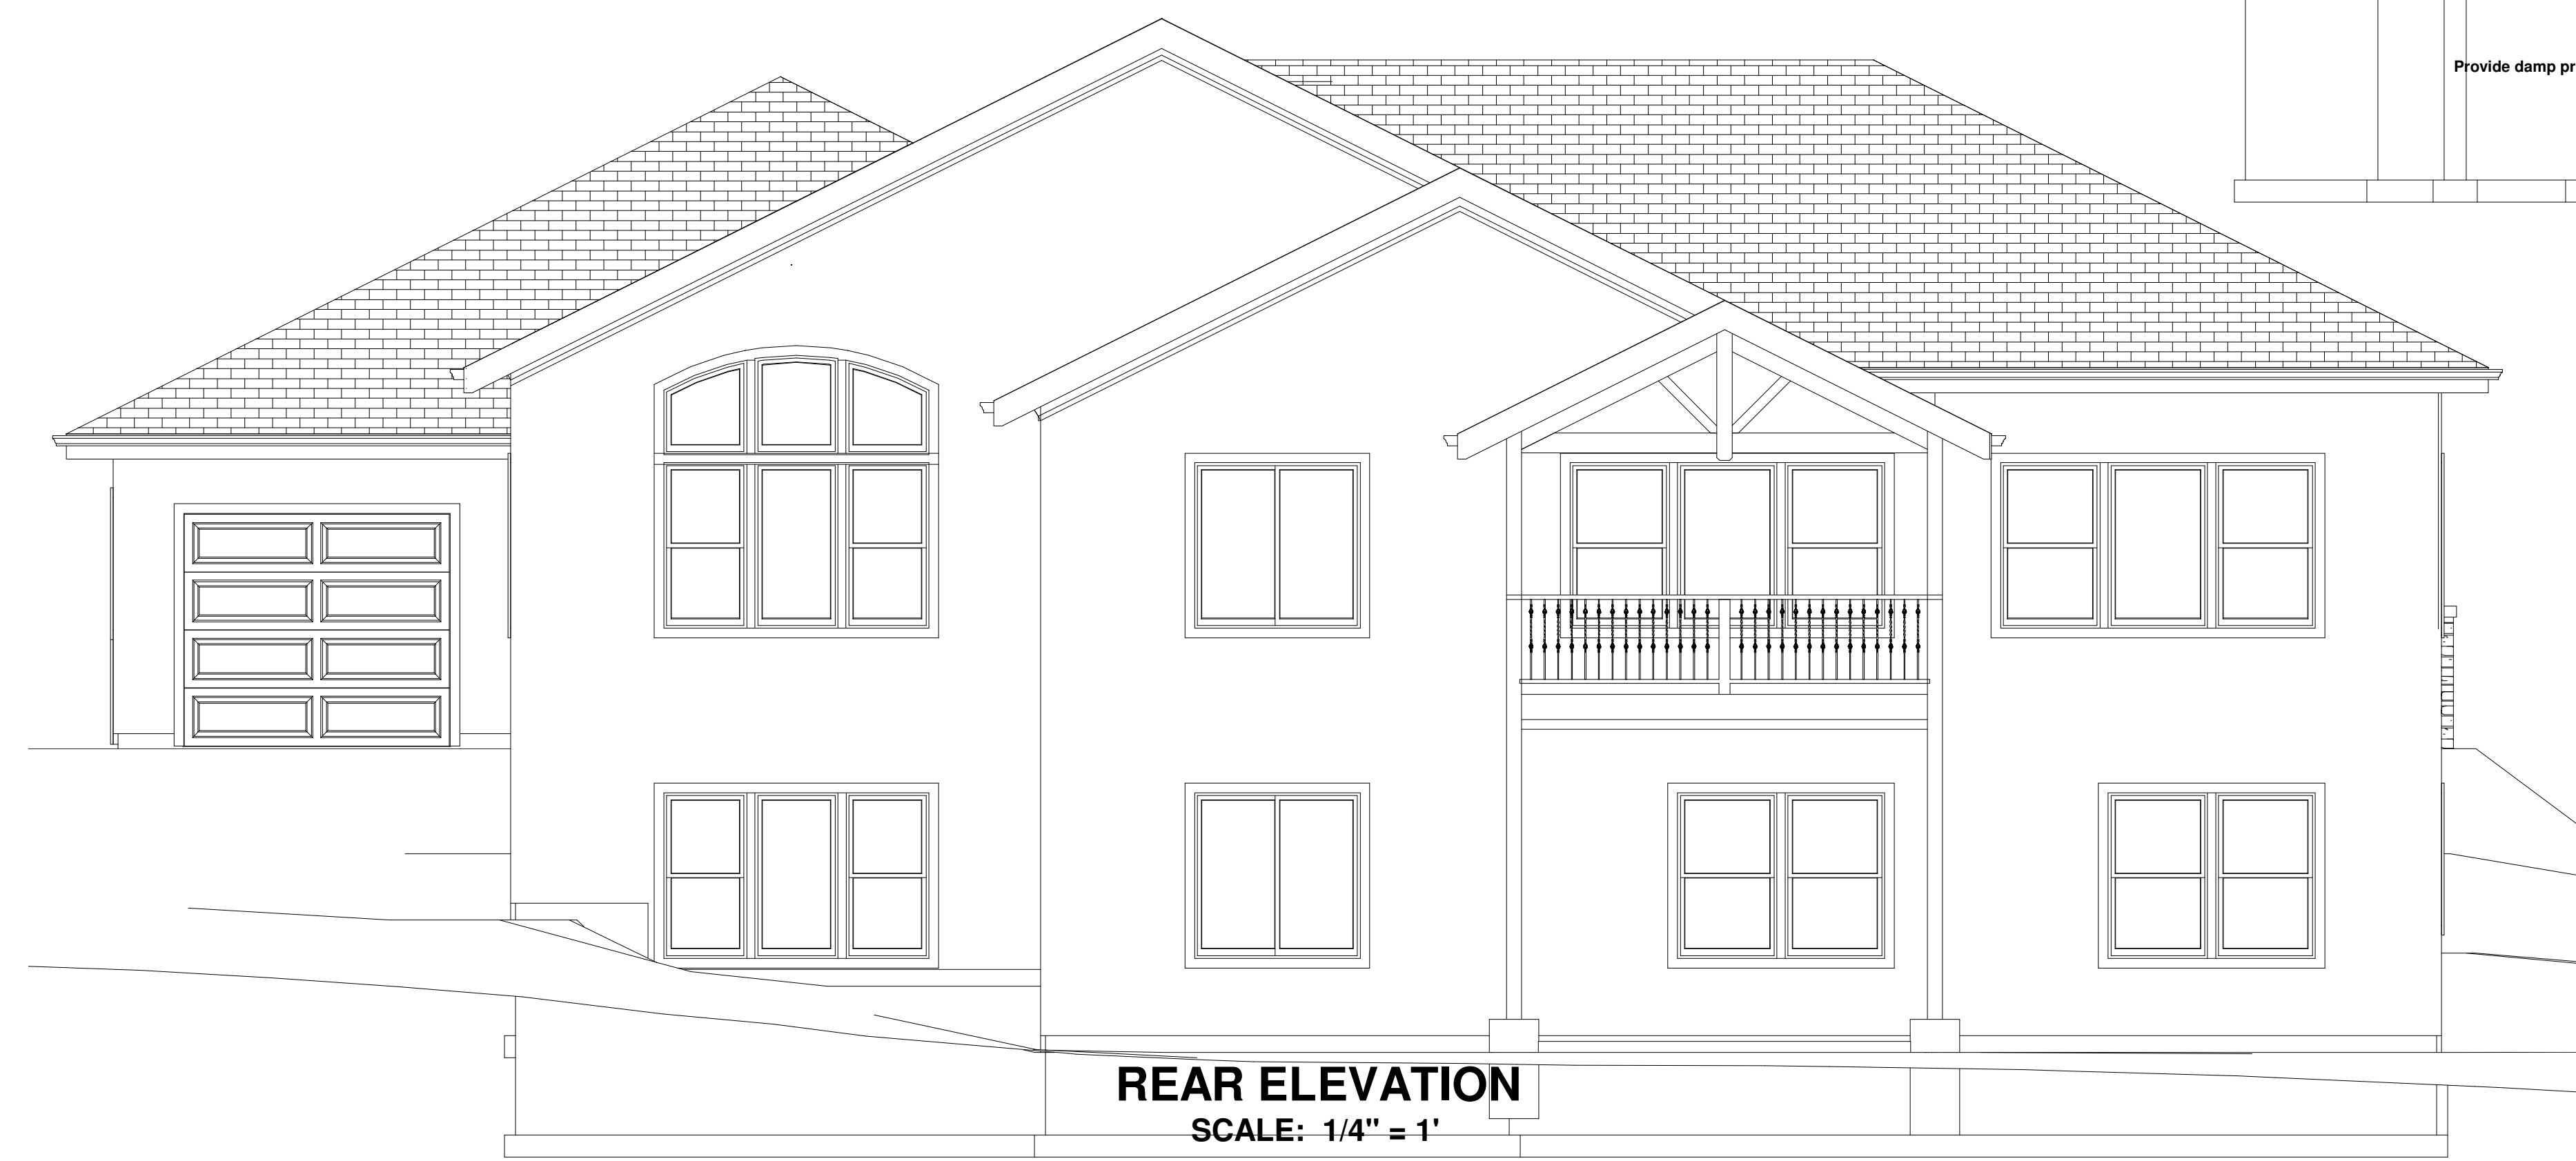 Provide damp pr
REAR ELEVATION
SCALE: 1/4" = 1'